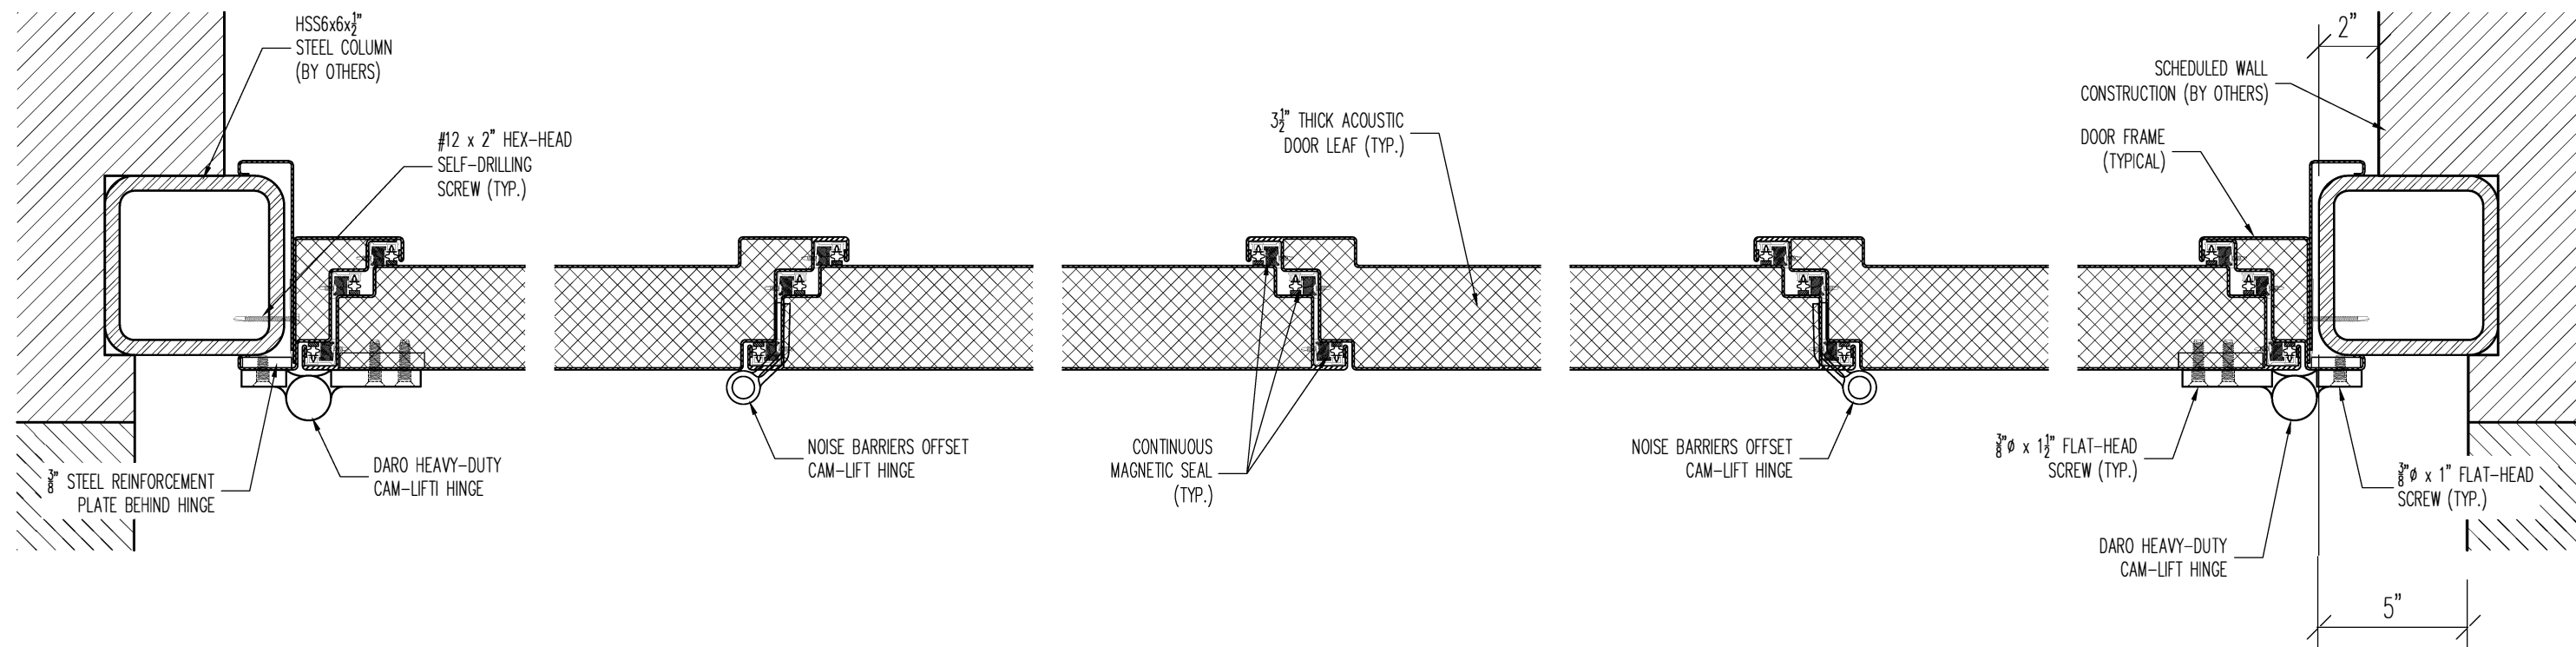 HSS6x6x1/2"
STEEL COLUMN
(BY OTHERS)
#12 x 2" HEX-HEAD
SELF-DRILLING
SCREW (TYP.)
3/8" STEEL REINFORCEMENT
PLATE BEHIND HINGE
DARO HEAVY-DUTY
CAM-LIFTI HINGE
NOISE BARRIERS OFFSET
CAM-LIFT HINGE
CONTINUOUS
MAGNETIC SEAL
(TYP.)
3 1/2" THICK ACOUSTIC
DOOR LEAF (TYP.)
NOISE BARRIERS OFFSET
CAM-LIFT HINGE
2"
SCHEDULED WALL
CONSTRUCTION (BY OTHERS)
DOOR FRAME
(TYPICAL)
3/8"ø x 1 1/2" FLAT-HEAD
SCREW (TYP.)
3/8"ø x 1" FLAT-HEAD
SCREW (TYP.)
DARO HEAVY-DUTY
CAM-LIFT HINGE
5"